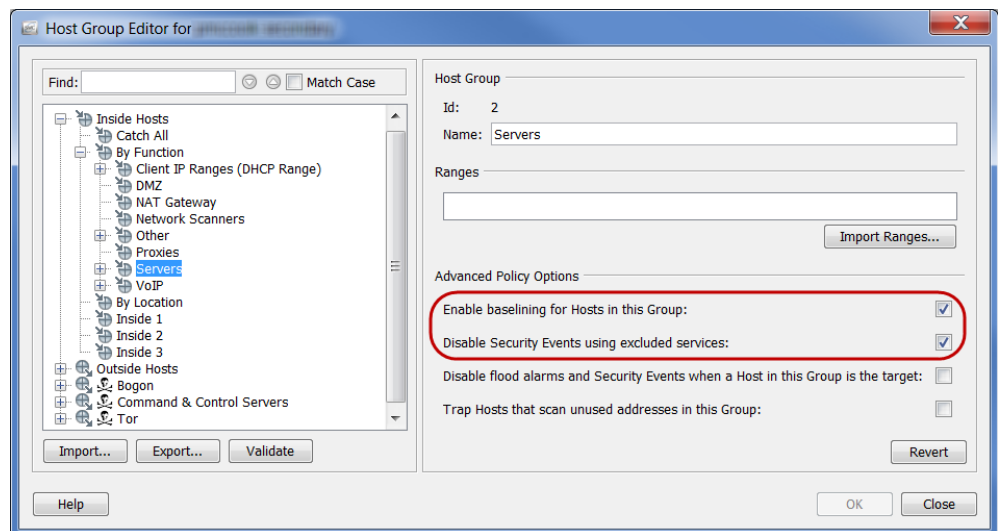 Host Group Editor for
Find:
Match Case
Inside Hosts
Catch All
By Function
Client IP Ranges (DHCP Range)
DMZ
NAT Gateway
Network Scanners
Other
Proxies
Servers
VoIP
By Location
Inside 1
Inside 2
Inside 3
Outside Hosts
Bogon
Command & Control Servers
Tor
Import...
Export...
Validate
Host Group
Id: 2
Name: Servers
Ranges
Import Ranges...
Advanced Policy Options
Enable baselining for Hosts in this Group:
Disable Security Events using excluded services:
Disable flood alarms and Security Events when a Host in this Group is the target:
Trap Hosts that scan unused addresses in this Group:
Revert
Help
OK
Close